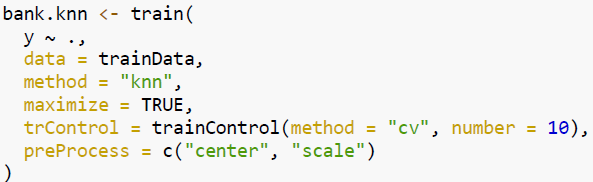 bank.knn <- train(
  y ~ .,
  data = trainData,
  method = "knn",
  maximize = TRUE,
  trControl = trainControl(method = "cv", number = 10),
  preProcess = c("center", "scale")
)